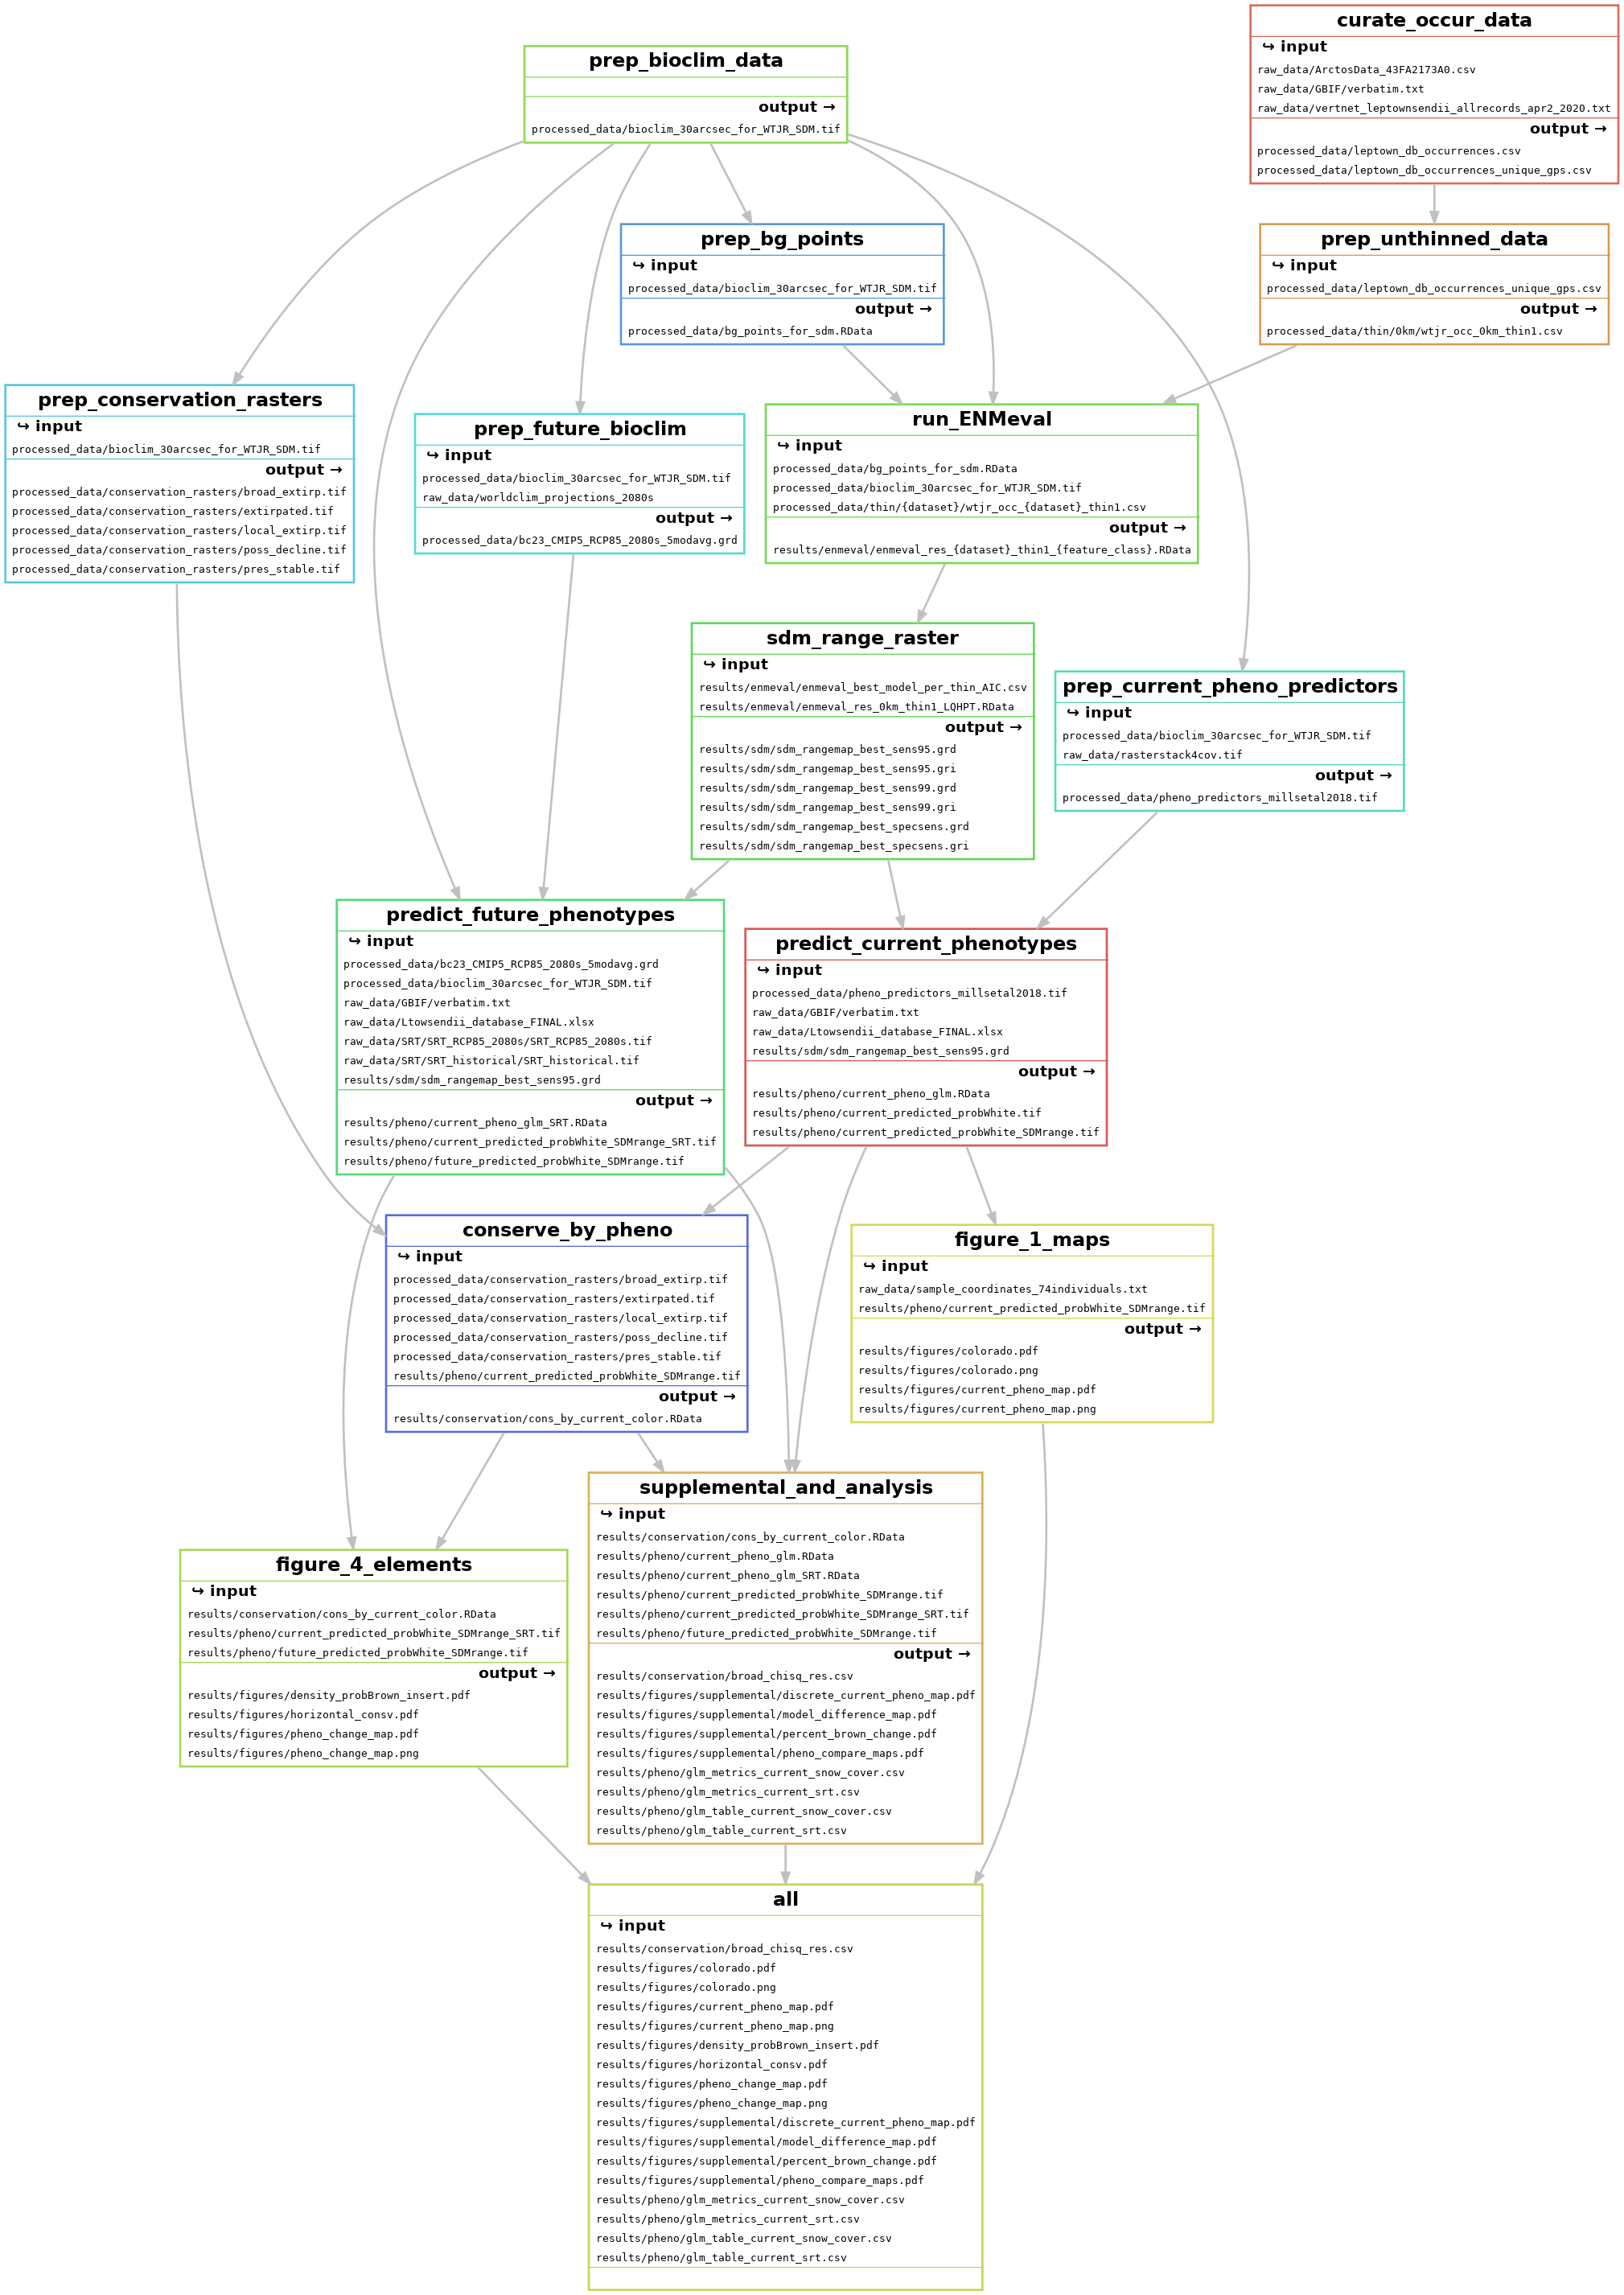 curate_occur_data
↪ input
raw_data/ArctosData_43FA2173A0.csv
raw_data/GBIF/verbatim.txt
raw_data/vertnet_leptownsendii_allrecords_apr2_2020.txt
output →
processed_data/leptown_db_occurrences.csv
processed_data/leptown_db_occurrences_unique_gps.csv
prep_bioclim_data
output →
processed_data/bioclim_30arcsec_for_WTJR_SDM.tif
prep_bg_points
↪ input
processed_data/bioclim_30arcsec_for_WTJR_SDM.tif
output →
processed_data/bg_points_for_sdm.RData
prep_unthinned_data
↪ input
processed_data/leptown_db_occurrences_unique_gps.csv
output →
processed_data/thin/0km/wtjr_occ_0km_thin1.csv
prep_conservation_rasters
↪ input
processed_data/bioclim_30arcsec_for_WTJR_SDM.tif
output →
processed_data/conservation_rasters/broad_extirp.tif
processed_data/conservation_rasters/extirpated.tif
processed_data/conservation_rasters/local_extirp.tif
processed_data/conservation_rasters/poss_decline.tif
processed_data/conservation_rasters/pres_stable.tif
prep_future_bioclim
↪ input
processed_data/bioclim_30arcsec_for_WTJR_SDM.tif
raw_data/worldclim_projections_2080s
output →
processed_data/bc23_CMIP5_RCP85_2080s_5modavg.grd
run_ENMeval
↪ input
processed_data/bg_points_for_sdm.RData
processed_data/bioclim_30arcsec_for_WTJR_SDM.tif
processed_data/thin/{dataset}/wtjr_occ_{dataset}_thin1.csv
output →
results/enmeval/enmeval_res_{dataset}_thin1_{feature_class}.RData
sdm_range_raster
↪ input
results/enmeval/enmeval_best_model_per_thin_AIC.csv
results/enmeval/enmeval_res_0km_thin1_LQHPT.RData
output →
results/sdm/sdm_rangemap_best_sens95.grd
results/sdm/sdm_rangemap_best_sens95.gri
results/sdm/sdm_rangemap_best_sens99.grd
results/sdm/sdm_rangemap_best_sens99.gri
results/sdm/sdm_rangemap_best_specsens.grd
results/sdm/sdm_rangemap_best_specsens.gri
prep_current_pheno_predictors
↪ input
processed_data/bioclim_30arcsec_for_WTJR_SDM.tif
raw_data/rasterstack4cov.tif
output →
processed_data/pheno_predictors_millsetal2018.tif
predict_future_phenotypes
↪ input
processed_data/bc23_CMIP5_RCP85_2080s_5modavg.grd
processed_data/bioclim_30arcsec_for_WTJR_SDM.tif
raw_data/GBIF/verbatim.txt
raw_data/Ltowsendii_database_FINAL.xlsx
raw_data/SRT/SRT_RCP85_2080s/SRT_RCP85_2080s.tif
raw_data/SRT/SRT_historical/SRT_historical.tif
results/sdm/sdm_rangemap_best_sens95.grd
output →
results/pheno/current_pheno_glm_SRT.RData
results/pheno/current_predicted_probWhite_SDMrange_SRT.tif
results/pheno/future_predicted_probWhite_SDMrange.tif
predict_current_phenotypes
↪ input
processed_data/pheno_predictors_millsetal2018.tif
raw_data/GBIF/verbatim.txt
raw_data/Ltowsendii_database_FINAL.xlsx
results/sdm/sdm_rangemap_best_sens95.grd
output →
results/pheno/current_pheno_glm.RData
results/pheno/current_predicted_probWhite.tif
results/pheno/current_predicted_probWhite_SDMrange.tif
conserve_by_pheno
↪ input
processed_data/conservation_rasters/broad_extirp.tif
processed_data/conservation_rasters/extirpated.tif
processed_data/conservation_rasters/local_extirp.tif
processed_data/conservation_rasters/poss_decline.tif
processed_data/conservation_rasters/pres_stable.tif
results/pheno/current_predicted_probWhite_SDMrange.tif
output →
results/conservation/cons_by_current_color.RData
figure_1_maps
↪ input
raw_data/sample_coordinates_74individuals.txt
results/pheno/current_predicted_probWhite_SDMrange.tif
output →
results/figures/colorado.pdf
results/figures/colorado.png
results/figures/current_pheno_map.pdf
results/figures/current_pheno_map.png
supplemental_and_analysis
↪ input
results/conservation/cons_by_current_color.RData
results/pheno/current_pheno_glm.RData
results/pheno/current_pheno_glm_SRT.RData
results/pheno/current_predicted_probWhite_SDMrange.tif
results/pheno/current_predicted_probWhite_SDMrange_SRT.tif
results/pheno/future_predicted_probWhite_SDMrange.tif
output →
results/conservation/broad_chisq_res.csv
results/figures/supplemental/discrete_current_pheno_map.pdf
results/figures/supplemental/model_difference_map.pdf
results/figures/supplemental/percent_brown_change.pdf
results/figures/supplemental/pheno_compare_maps.pdf
results/pheno/glm_metrics_current_snow_cover.csv
results/pheno/glm_metrics_current_srt.csv
results/pheno/glm_table_current_snow_cover.csv
results/pheno/glm_table_current_srt.csv
figure_4_elements
↪ input
results/conservation/cons_by_current_color.RData
results/pheno/current_predicted_probWhite_SDMrange_SRT.tif
results/pheno/future_predicted_probWhite_SDMrange.tif
output →
results/figures/density_probBrown_insert.pdf
results/figures/horizontal_consv.pdf
results/figures/pheno_change_map.pdf
results/figures/pheno_change_map.png
all
↪ input
results/conservation/broad_chisq_res.csv
results/figures/colorado.pdf
results/figures/colorado.png
results/figures/current_pheno_map.pdf
results/figures/current_pheno_map.png
results/figures/density_probBrown_insert.pdf
results/figures/horizontal_consv.pdf
results/figures/pheno_change_map.pdf
results/figures/pheno_change_map.png
results/figures/supplemental/discrete_current_pheno_map.pdf
results/figures/supplemental/model_difference_map.pdf
results/figures/supplemental/percent_brown_change.pdf
results/figures/supplemental/pheno_compare_maps.pdf
results/pheno/glm_metrics_current_snow_cover.csv
results/pheno/glm_metrics_current_srt.csv
results/pheno/glm_table_current_snow_cover.csv
results/pheno/glm_table_current_srt.csv